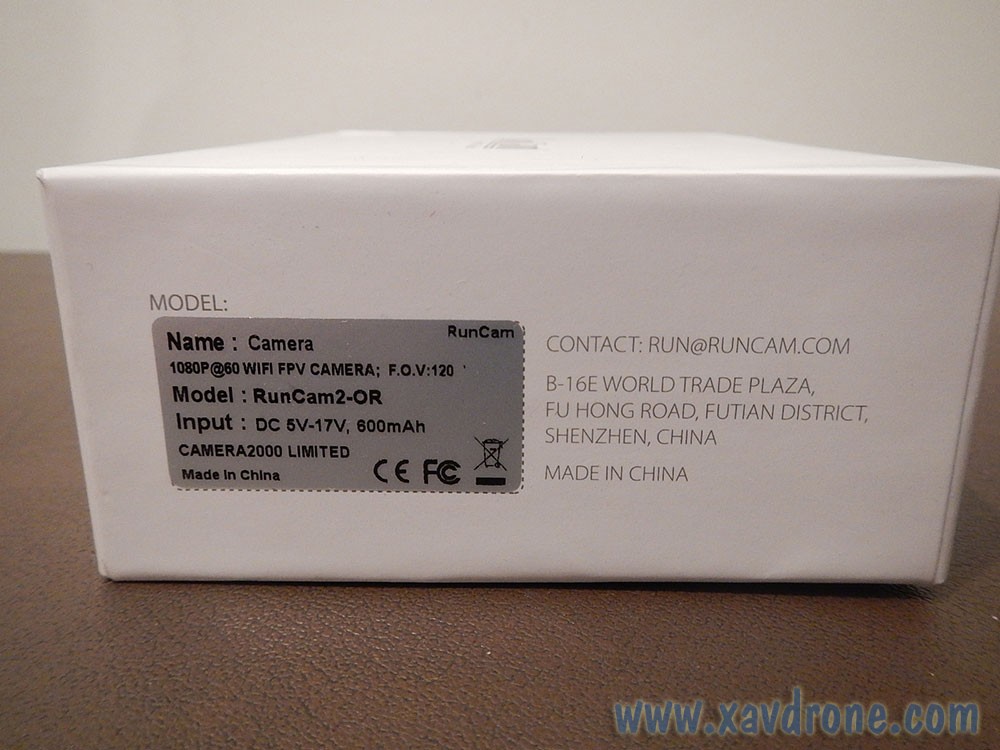 MODEL:
RunCam
Name : Camera
1080P@60 WIFI FPV CAMERA; F.O.V:120
Model : RunCam2-OR
Input : DC 5V-17V, 600mAh
CAMERA2000 LIMITED
Made in China
CE FC
CONTACT: RUN@RUNCAM.COM
B-16E WORLD TRADE PLAZA,
FU HONG ROAD, FUTIAN DISTRICT,
SHENZHEN, CHINA
MADE IN CHINA
www.xavdrone.com